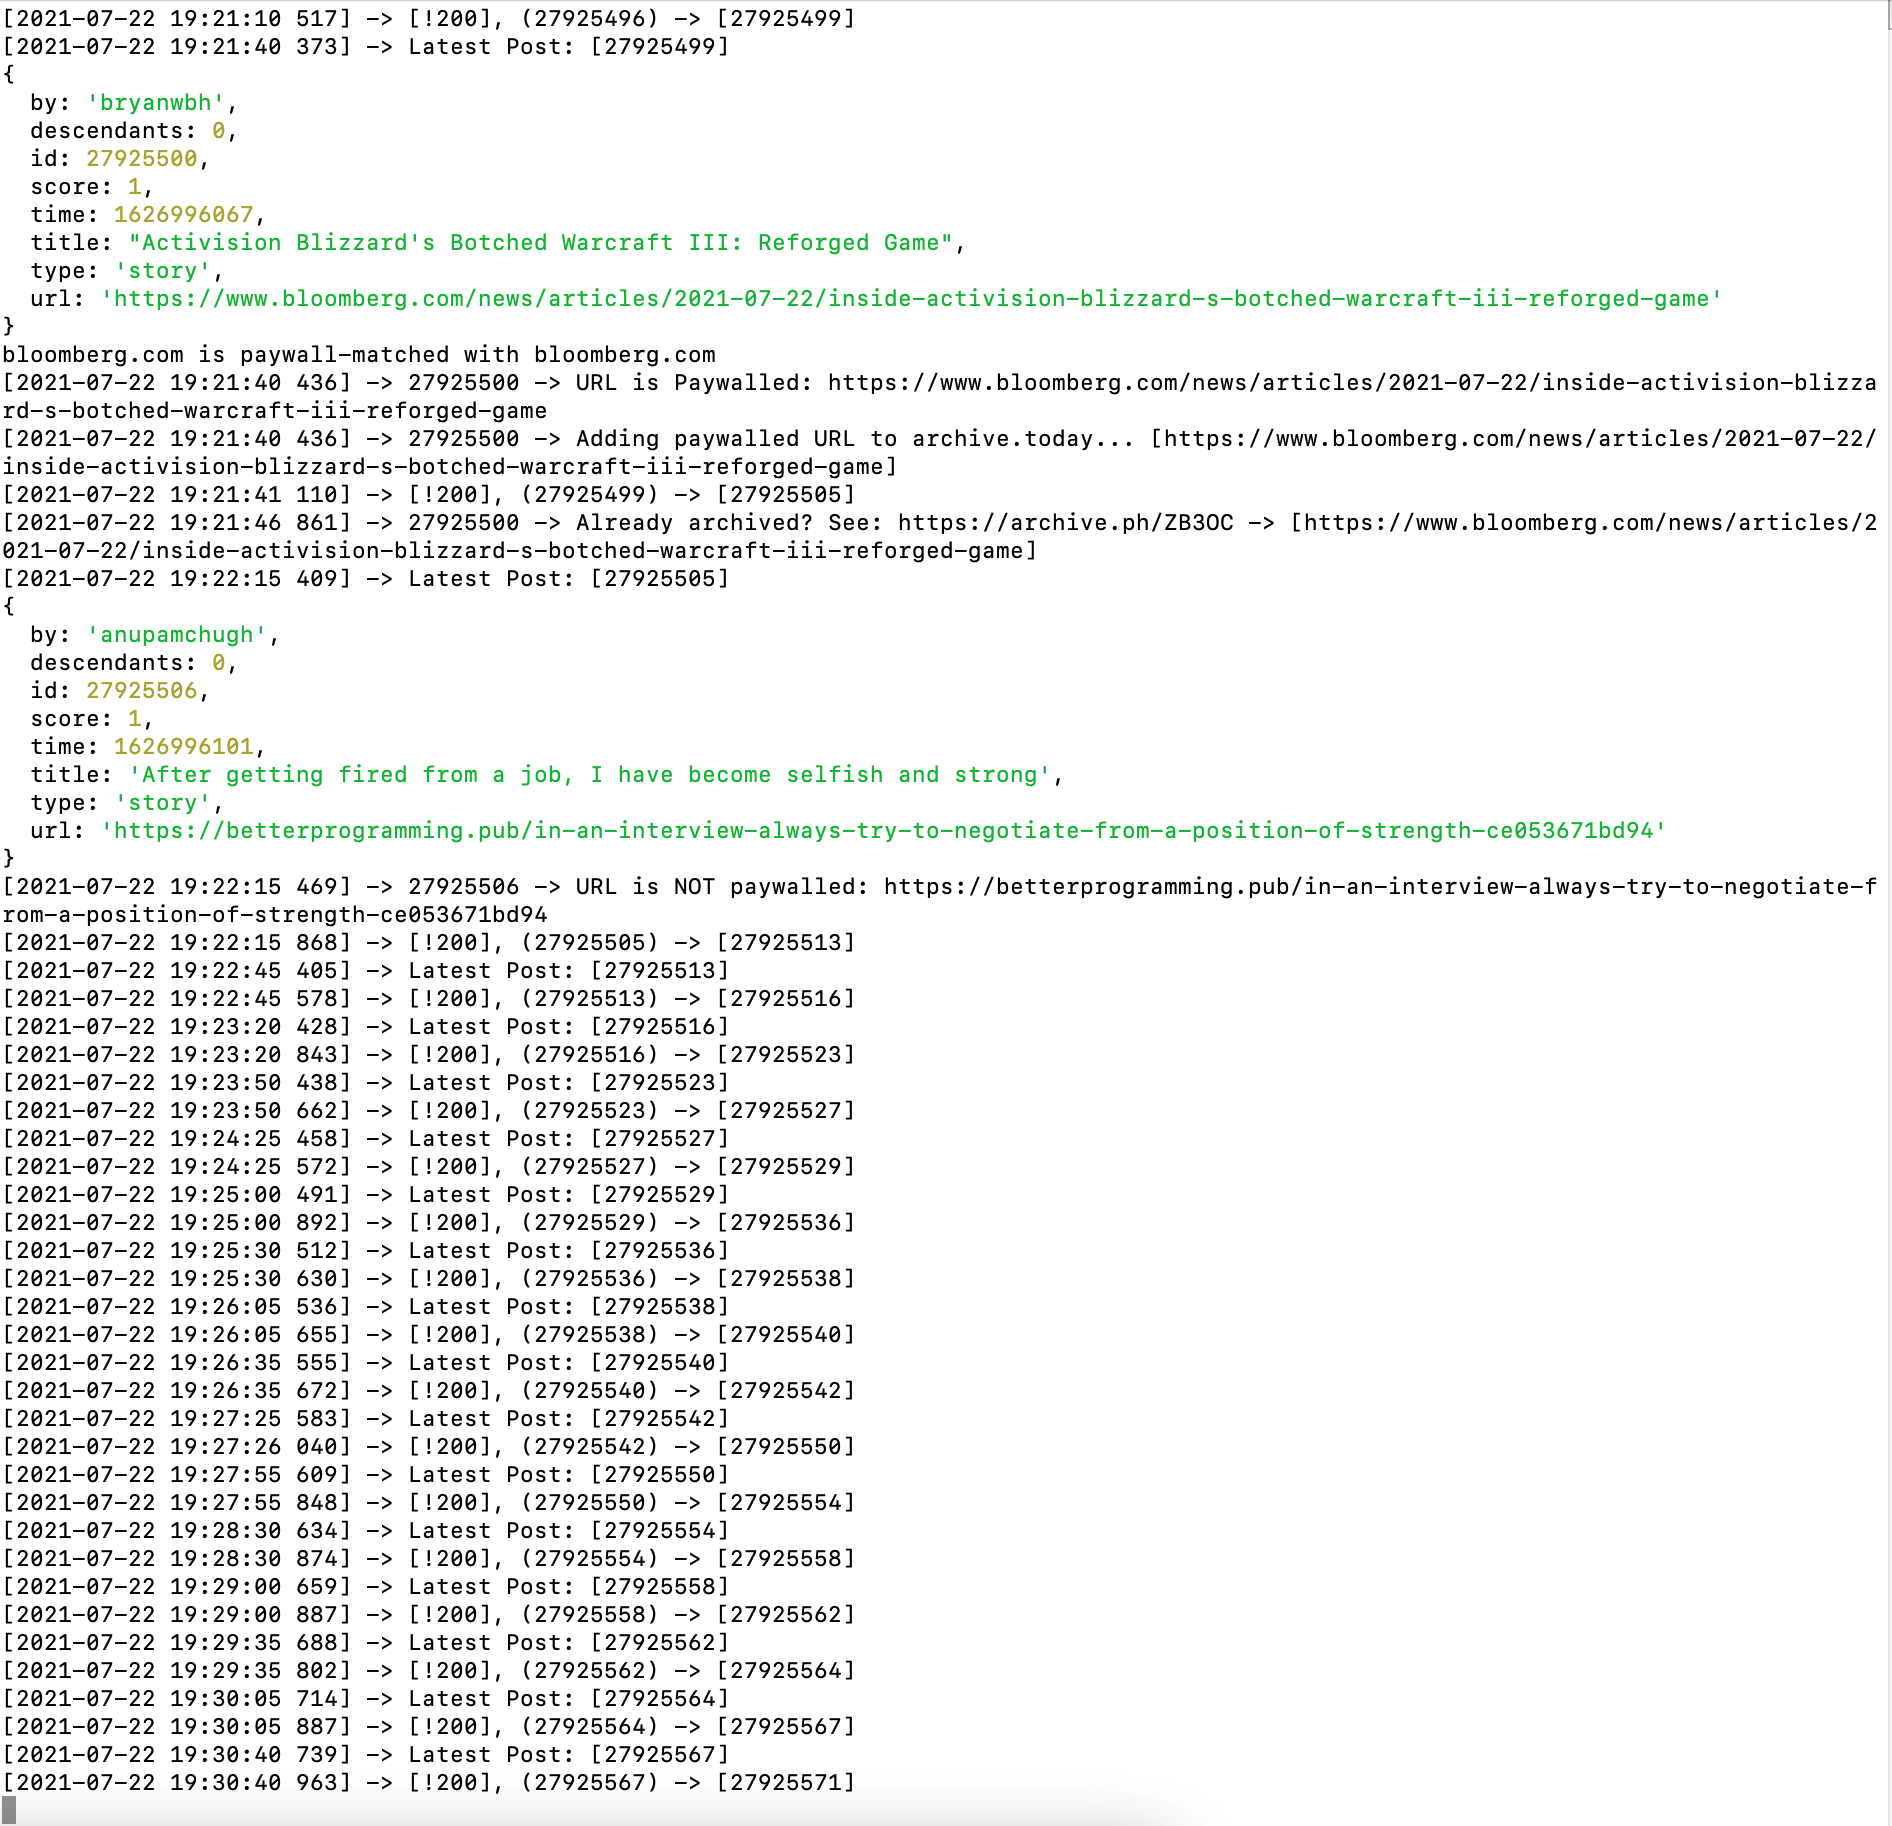 [2021-07-22 19:21:10 517] -> [!200], (27925496) -> [27925499]
[2021-07-22 19:21:40 373] -> Latest Post: [27925499]
{
  by: 'bryanwbh',
  descendants: 0,
  id: 27925500,
  score: 1,
  time: 1626996067,
  title: "Activision Blizzard's Botched Warcraft III: Reforged Game",
  type: 'story',
  url: 'https://www.bloomberg.com/news/articles/2021-07-22/inside-activision-blizzard-s-botched-warcraft-iii-reforged-game'
}
bloomberg.com is paywall-matched with bloomberg.com
[2021-07-22 19:21:40 436] -> 27925500 -> URL is Paywalled: https://www.bloomberg.com/news/articles/2021-07-22/inside-activision-blizza
rd-s-botched-warcraft-iii-reforged-game
[2021-07-22 19:21:40 436] -> 27925500 -> Adding paywalled URL to archive.today... [https://www.bloomberg.com/news/articles/2021-07-22/
inside-activision-blizzard-s-botched-warcraft-iii-reforged-game]
[2021-07-22 19:21:41 110] -> [!200], (27925499) -> [27925505]
[2021-07-22 19:21:46 861] -> 27925500 -> Already archived? See: https://archive.ph/ZB3OC -> [https://www.bloomberg.com/news/articles/2
021-07-22/inside-activision-blizzard-s-botched-warcraft-iii-reforged-game]
[2021-07-22 19:22:15 409] -> Latest Post: [27925505]
{
  by: 'anupamchugh',
  descendants: 0,
  id: 27925506,
  score: 1,
  time: 1626996101,
  title: 'After getting fired from a job, I have become selfish and strong',
  type: 'story',
  url: 'https://betterprogramming.pub/in-an-interview-always-try-to-negotiate-from-a-position-of-strength-ce053671bd94'
}
[2021-07-22 19:22:15 469] -> 27925506 -> URL is NOT paywalled: https://betterprogramming.pub/in-an-interview-always-try-to-negotiate-f
rom-a-position-of-strength-ce053671bd94
[2021-07-22 19:22:15 868] -> [!200], (27925505) -> [27925513]
[2021-07-22 19:22:45 405] -> Latest Post: [27925513]
[2021-07-22 19:22:45 578] -> [!200], (27925513) -> [27925516]
[2021-07-22 19:23:20 428] -> Latest Post: [27925516]
[2021-07-22 19:23:20 843] -> [!200], (27925516) -> [27925523]
[2021-07-22 19:23:50 438] -> Latest Post: [27925523]
[2021-07-22 19:23:50 662] -> [!200], (27925523) -> [27925527]
[2021-07-22 19:24:25 458] -> Latest Post: [27925527]
[2021-07-22 19:24:25 572] -> [!200], (27925527) -> [27925529]
[2021-07-22 19:25:00 491] -> Latest Post: [27925529]
[2021-07-22 19:25:00 892] -> [!200], (27925529) -> [27925536]
[2021-07-22 19:25:30 512] -> Latest Post: [27925536]
[2021-07-22 19:25:30 630] -> [!200], (27925536) -> [27925538]
[2021-07-22 19:26:05 536] -> Latest Post: [27925538]
[2021-07-22 19:26:05 655] -> [!200], (27925538) -> [27925540]
[2021-07-22 19:26:35 555] -> Latest Post: [27925540]
[2021-07-22 19:26:35 672] -> [!200], (27925540) -> [27925542]
[2021-07-22 19:27:25 583] -> Latest Post: [27925542]
[2021-07-22 19:27:26 040] -> [!200], (27925542) -> [27925550]
[2021-07-22 19:27:55 609] -> Latest Post: [27925550]
[2021-07-22 19:27:55 848] -> [!200], (27925550) -> [27925554]
[2021-07-22 19:28:30 634] -> Latest Post: [27925554]
[2021-07-22 19:28:30 874] -> [!200], (27925554) -> [27925558]
[2021-07-22 19:29:00 659] -> Latest Post: [27925558]
[2021-07-22 19:29:00 887] -> [!200], (27925558) -> [27925562]
[2021-07-22 19:29:35 688] -> Latest Post: [27925562]
[2021-07-22 19:29:35 802] -> [!200], (27925562) -> [27925564]
[2021-07-22 19:30:05 714] -> Latest Post: [27925564]
[2021-07-22 19:30:05 887] -> [!200], (27925564) -> [27925567]
[2021-07-22 19:30:40 739] -> Latest Post: [27925567]
[2021-07-22 19:30:40 963] -> [!200], (27925567) -> [27925571]